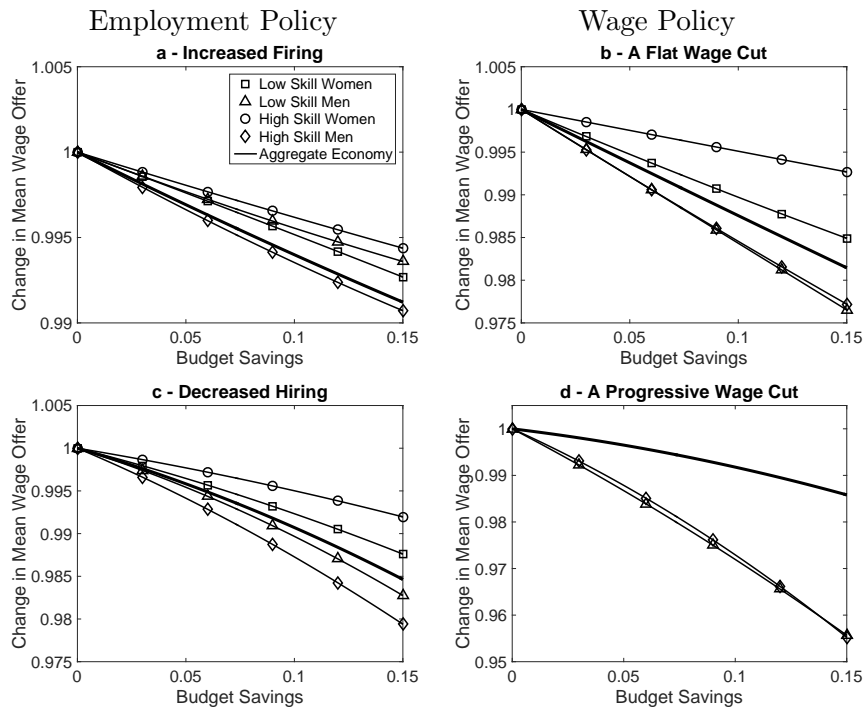 Employment Policy
Wage Policy
a - Increased Firing
1.005
1
0.995
0.99
0
0.05
0.1
0.15
Change in Mean Wage Offer
Budget Savings
Low Skill Women
Low Skill Men
High Skill Women
High Skill Men
Aggregate Economy
b - A Flat Wage Cut
1.005
1
0.995
0.99
0.985
0.98
0.975
0
0.05
0.1
0.15
Change in Mean Wage Offer
Budget Savings
c - Decreased Hiring
1.005
1
0.995
0.99
0.985
0.98
0.975
0
0.05
0.1
0.15
Change in Mean Wage Offer
Budget Savings
d - A Progressive Wage Cut
1
0.99
0.98
0.97
0.96
0.95
0
0.05
0.1
0.15
Change in Mean Wage Offer
Budget Savings